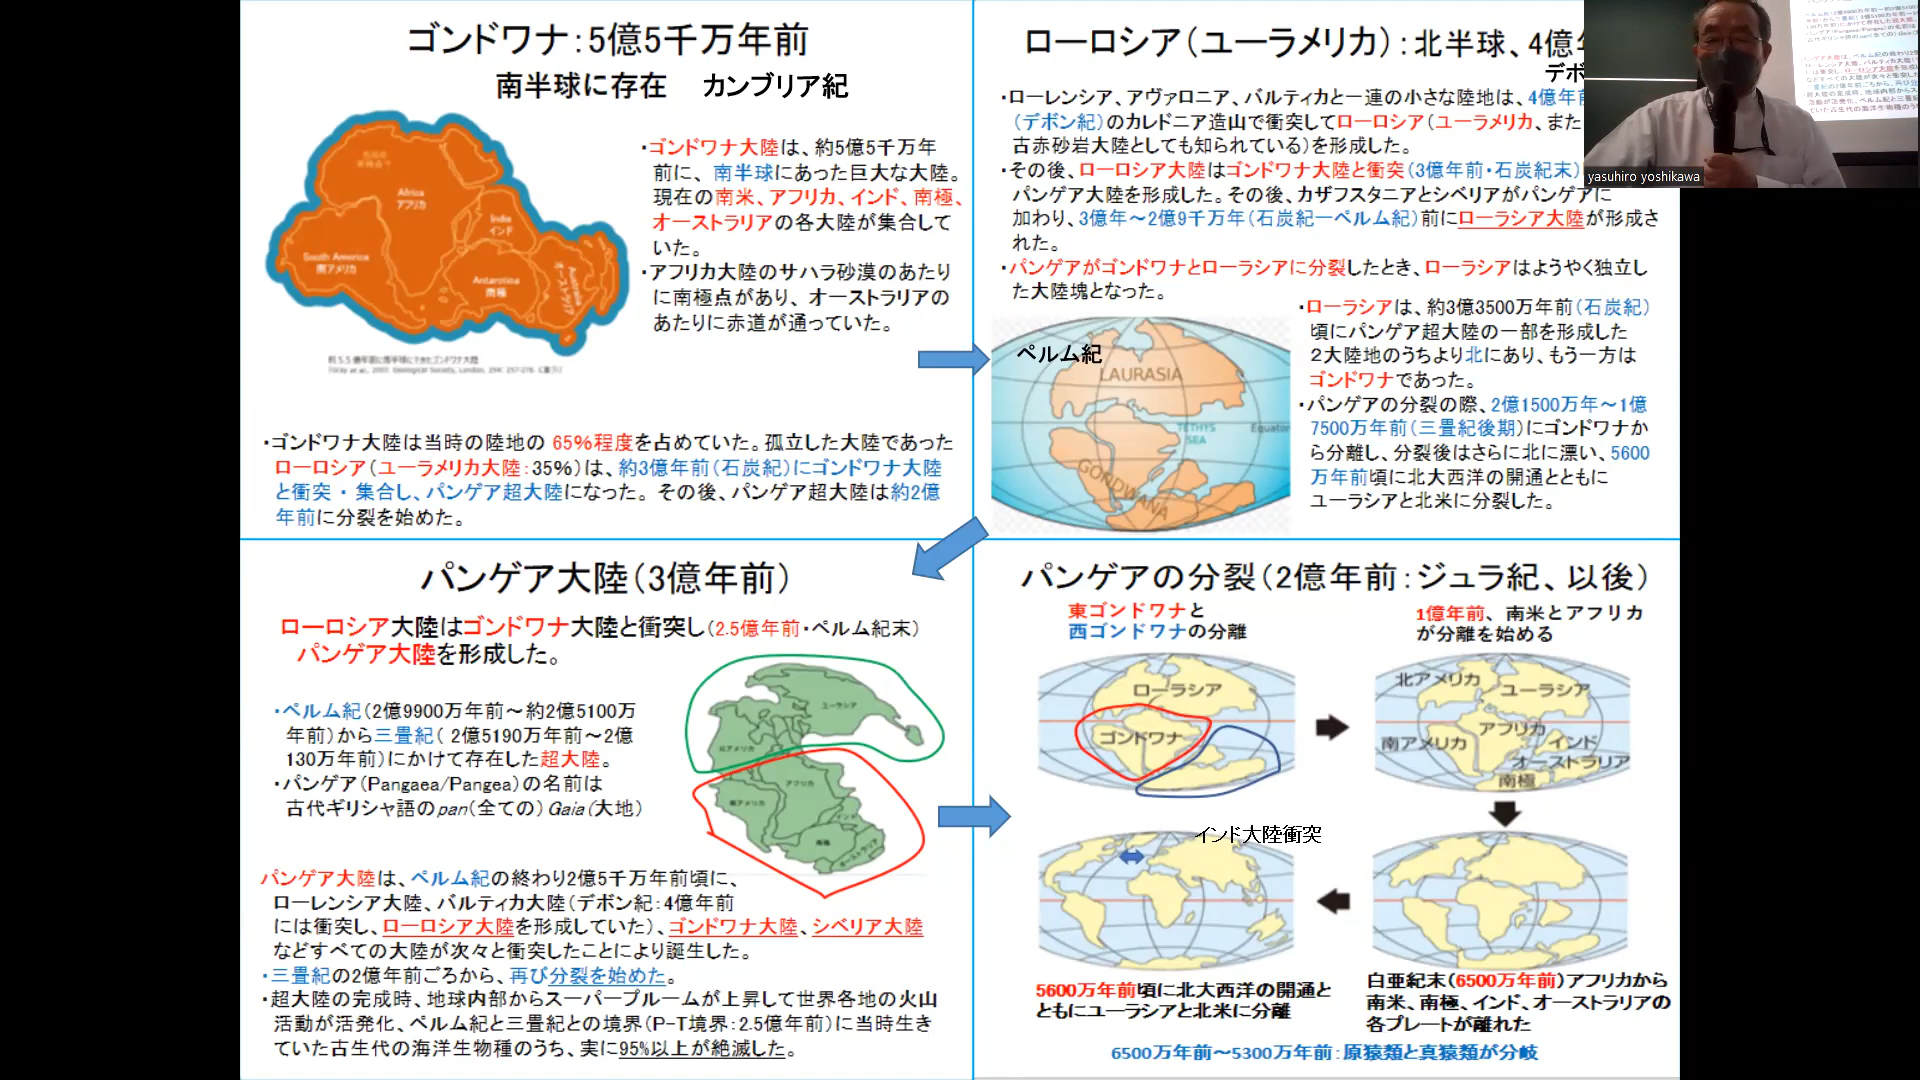 ゴンドワナ：5億5千万年前
南半球に存在　カンブリア紀
Africa
アフリカ
India
インド
South America
南アメリカ
Antarctica
南極
Australia
オーストラリア
・ゴンドワナ大陸は、約5億5千万年
前に、南半球にあった巨大な大陸。
現在の南米、アフリカ、インド、南極、
オーストラリアの各大陸が集合して
いた。
・アフリカ大陸のサハラ砂漠のあたり
に南極点があり、オーストラリアの
あたりに赤道が通っていた。
・ゴンドワナ大陸は当時の陸地の 65％程度を占めていた。孤立した大陸であった
ローロシア（ユーラメリカ大陸：35％）は、約3億年前（石炭紀）にゴンドワナ大陸
と衝突・集合し、パンゲア超大陸になった。その後、パンゲア超大陸は約2億
年前に分裂を始めた。
ローロシア（ユーラメリカ）：北半球、4億
デボ
・ローレンシア、アヴァロニア、バルティカと一連の小さな陸地は、4億年前
（デボン紀）のカレドニア造山で衝突してローロシア（ユーラメリカ、また
古赤砂岩大陸としても知られている）を形成した。
・その後、ローロシア大陸はゴンドワナ大陸と衝突（3億年前・石炭紀末）
パンゲア大陸を形成した。その後、カザフスタニアとシベリアがパンゲアに
加わり、3億年～2億9千万年（石炭紀―ペルム紀）前にローラシア大陸が形成さ
れた。
・パンゲアがゴンドワナとローラシアに分裂したとき、ローラシアはようやく独立し
た大陸塊となった。
ペルム紀
LAURASIA
TETHYS
SEA
Equator
GONDWANA
・ローラシアは、約3億3500万年前（石炭紀）
頃にパンゲア超大陸の一部を形成した
２大陸地のうちより北にあり、もう一方は
ゴンドワナであった。
・パンゲアの分裂の際、2億1500万年～1億
7500万年前（三畳紀後期）にゴンドワナか
ら分離し、分裂後はさらに北に漂い、5600
万年前頃に北大西洋の開通とともに
ユーラシアと北米に分裂した。
yasuhiro yoshikawa
パンゲア大陸（3億年前）
ローロシア大陸はゴンドワナ大陸と衝突し（2.5億年前・ペルム紀末）
パンゲア大陸を形成した。
・ペルム紀（2億9900万年前～約2億5100万
年前）から三畳紀（ 2億5190万年前～2億
130万年前）にかけて存在した超大陸。
・パンゲア（Pangaea/Pangea）の名前は
古代ギリシャ語のpan（全ての）Gaia（大地）
ユーラシア
北アメリカ
アフリカ
南アメリカ
インド
南極
オーストラリア
パンゲア大陸は、ペルム紀の終わり2億5千万年前頃に、
ローレンシア大陸、バルティカ大陸（デボン紀：4億年前
には衝突し、ローロシア大陸を形成していた）、ゴンドワナ大陸、シベリア大陸
などすべての大陸が次々と衝突したことにより誕生した。
・三畳紀の2億年前ごろから、再び分裂を始めた。
・超大陸の完成時、地球内部からスーパープルームが上昇して世界各地の火山
活動が活発化、ペルム紀と三畳紀との境界（P-T境界：2.5億年前）に当時生き
ていた古生代の海洋生物種のうち、実に95%以上が絶滅した。
パンゲアの分裂（2億年前：ジュラ紀、以後）
東ゴンドワナと
西ゴンドワナの分離
1億年前、南米とアフリカ
が分離を始める
ローラシア
ゴンドワナ
北アメリカ
ユーラシア
アフリカ
南アメリカ
インド
オーストラリア
南極
インド大陸衝突
5600万年前頃に北大西洋の開通と
ともにユーラシアと北米に分離
白亜紀末（6500万年前）アフリカから
南米、南極、インド、オーストラリアの
各プレートが離れた
6500万年前～5300万年前：原猿類と真猿類が分岐